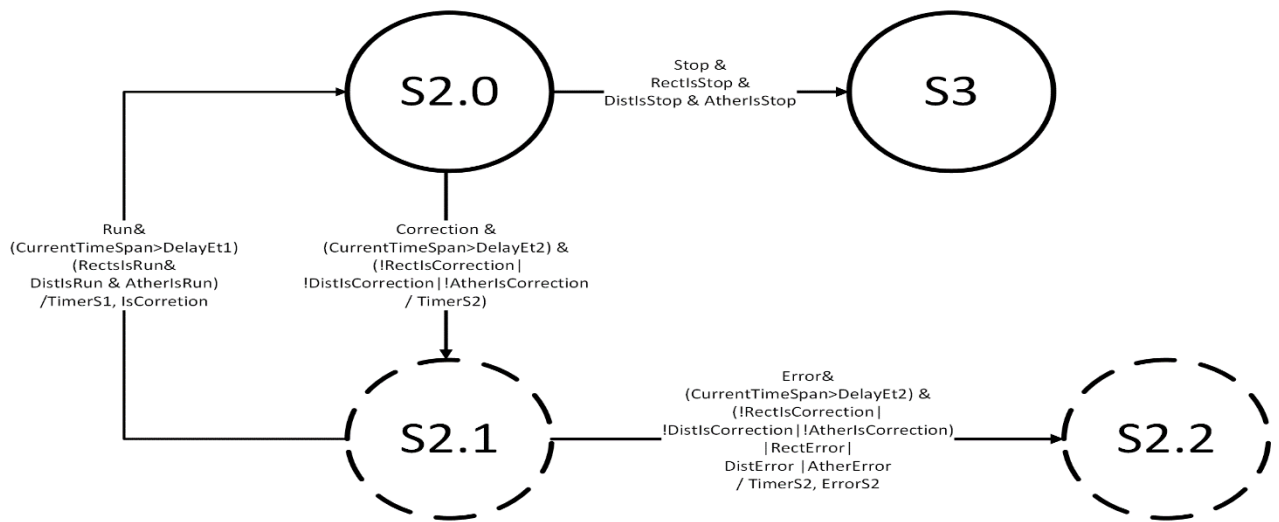 S2.0
Stop &
RectIsStop &
DistIsStop & AtherIsStop
S3
Run&
(CurrentTimeSpan>DelayEt1)
(RectsIsRun&
DistIsRun & AtherIsRun)
/TimerS1, IsCorretion
Correction &
(CurrentTimeSpan>DelayEt2) &
(!RectIsCorrection|
!DistIsCorrection|!AtherIsCorrection
/ TimerS2)
S2.1
Error&
(CurrentTimeSpan>DelayEt2) &
(!RectIsCorrection|
!DistIsCorrection|!AtherIsCorrection)
|RectError|
DistError |AtherError
/ TimerS2, ErrorS2
S2.2